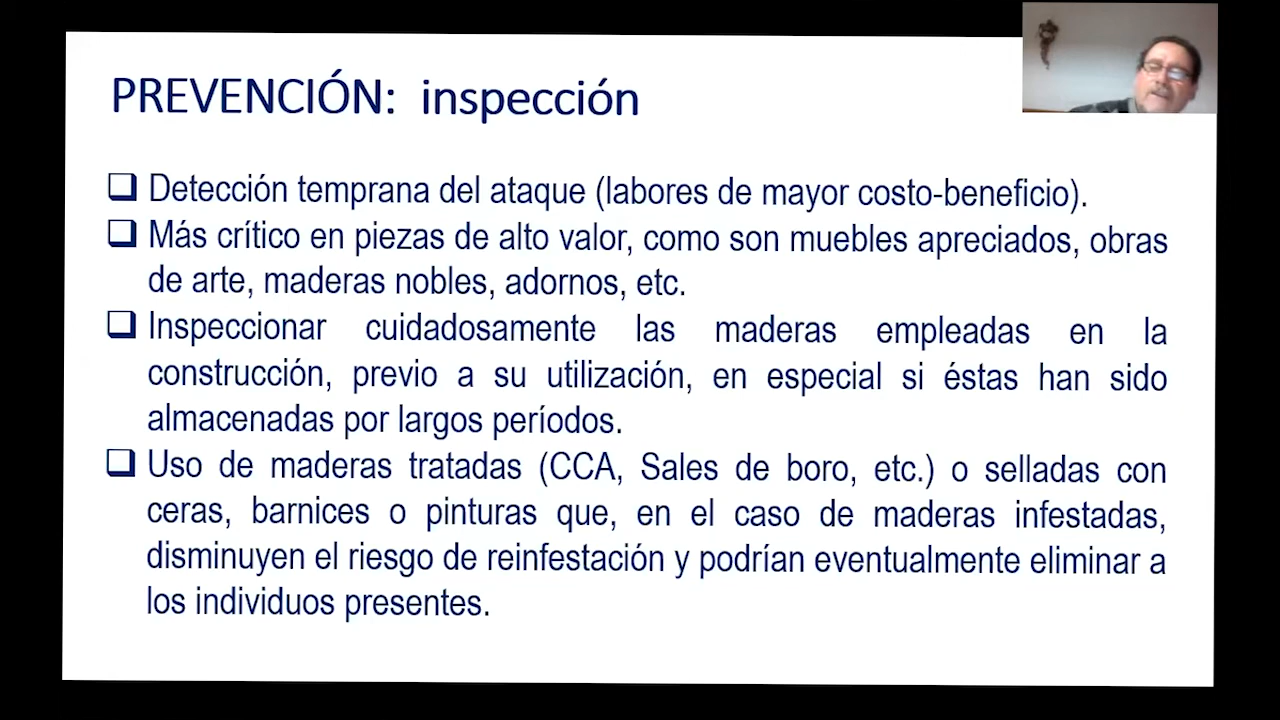 PREVENCIÓN: inspección
Detección temprana del ataque (labores de mayor costo-beneficio).
Más crítico en piezas de alto valor, como son muebles apreciados, obras
de arte, maderas nobles, adornos, etc.
Inspeccionar cuidadosamente las maderas empleadas en la
construcción, previo a su utilización, en especial si éstas han sido
almacenadas por largos períodos.
Uso de maderas tratadas (CCA, Sales de boro, etc.) o selladas con
ceras, barnices o pinturas que, en el caso de maderas infestadas,
disminuyen el riesgo de reinfestación y podrían eventualmente eliminar a
los individuos presentes.